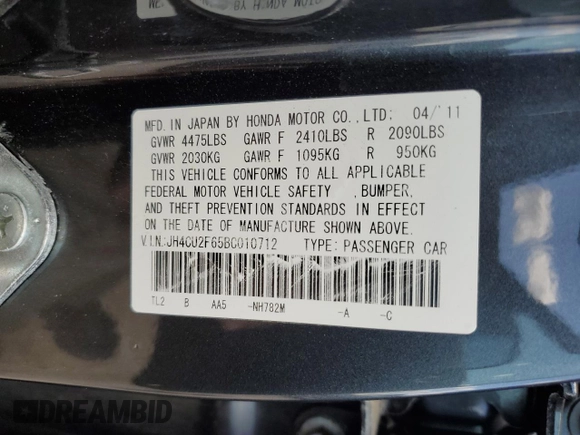 MFD.IN JAPAN BY HONDA MOTOR CO.,LTD: 04/'11
GVWR 4475LBS GAWR F 2410LBS R 2090LBS
GVWR 2030KG GAWR F 1095KG R 950KG
THIS VEHICLE CONFORMS TO ALL APPLICABLE
FEDERAL MOTOR VEHICLE SAFETY ,BUMPER,
AND THEFT PREVENTION STANDARDS IN EFFECT
ON THE DATE OF MANUFACTURE SHOWN ABOVE.
V.I.N.:JH4CU2F65BC010712 TYPE: PASSENGER CAR
TL2 B AA5 -NH782M -A -C
DREAMBID